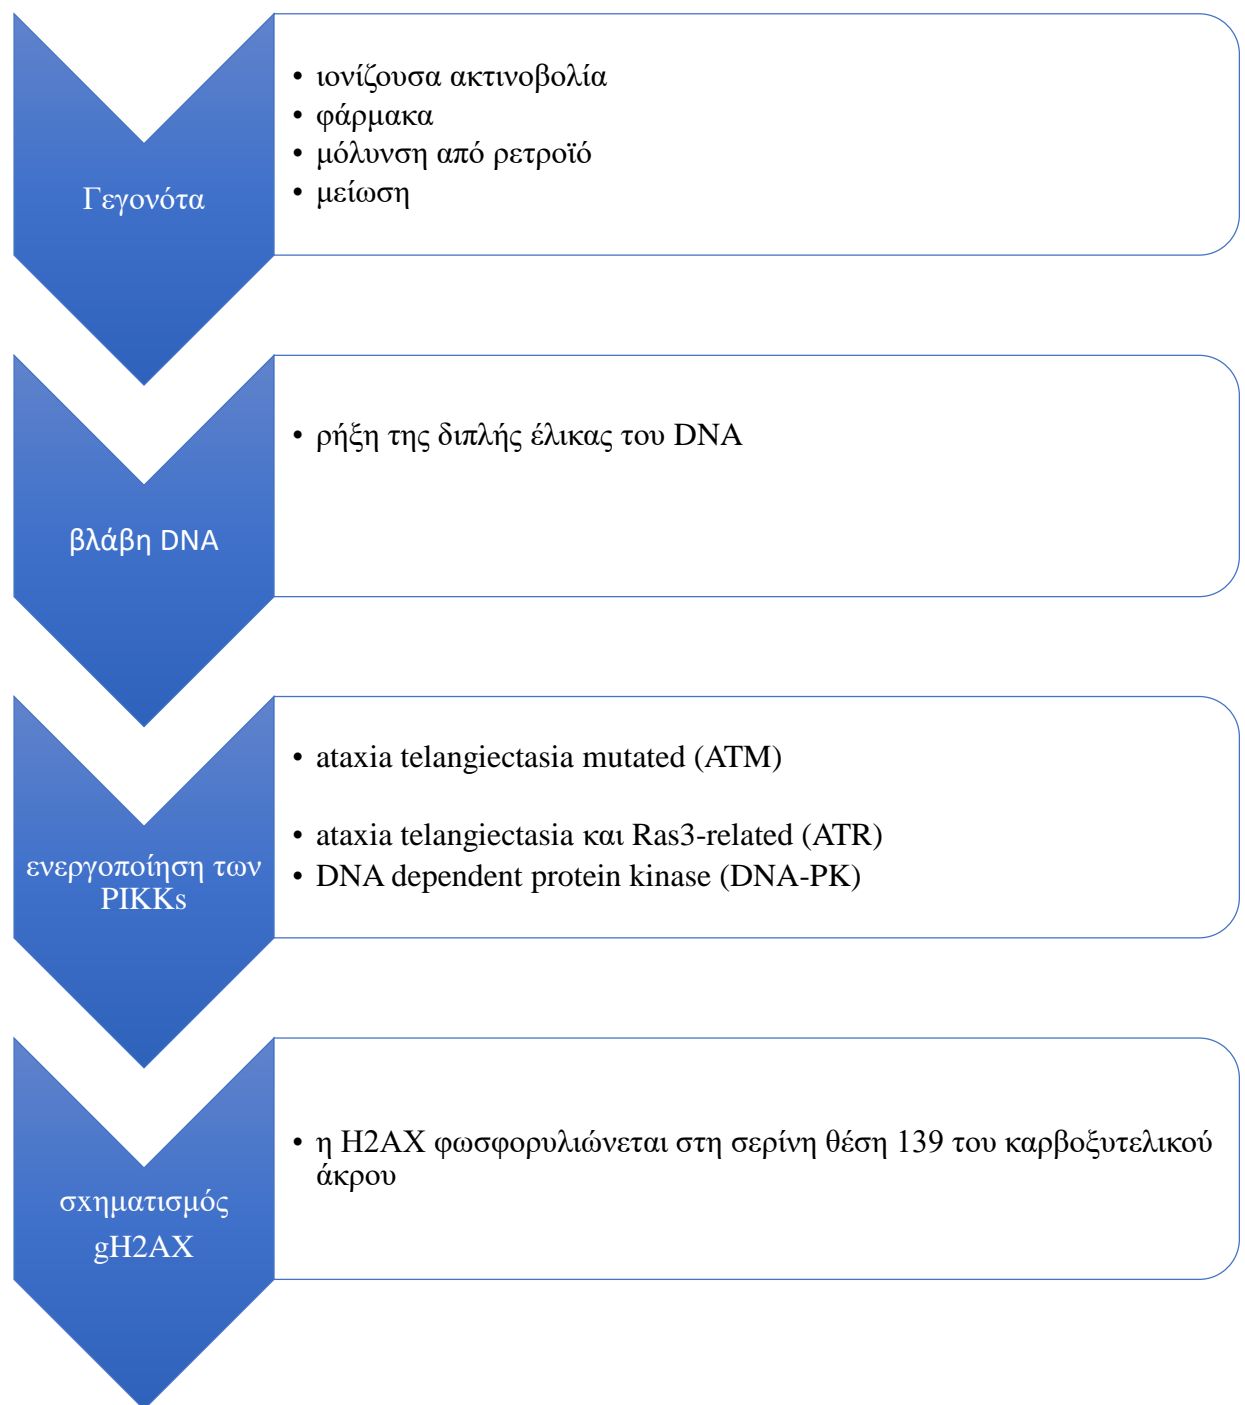 Γεγονότα
• ιονίζουσα ακτινοβολία
• φάρμακα
• μόλυνση από ρετροϊό
• μείωση
βλάβη DNA
• ρήξη της διπλής έλικας του DNA
ενεργοποίηση των
PIKKs
• ataxia telangiectasia mutated (ATM)
• ataxia telangiectasia και Ras3-related (ATR)
• DNA dependent protein kinase (DNA-PK)
σχηματισμός
gH2AX
• η H2AX φωσφορυλιώνεται στη σερίνη θέση 139 του καρβοξυτελικού
άκρου